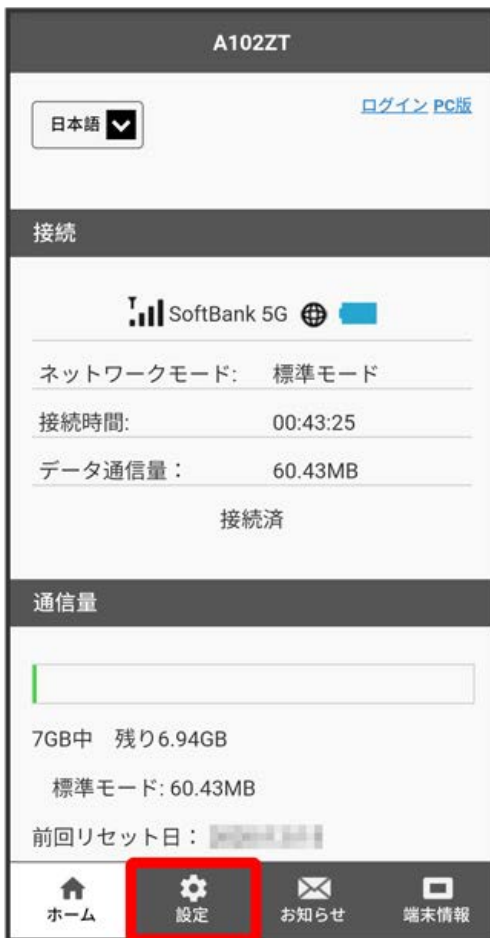 A102ZT
日本語
ログイン PC版
接続
SoftBank 5G
ネットワークモード: 標準モード
接続時間: 00:43:25
データ通信量： 60.43MB
接続済
通信量
7GB中 残り6.94GB
標準モード: 60.43MB
前回リセット日：
ホーム 設定 お知らせ 端末情報